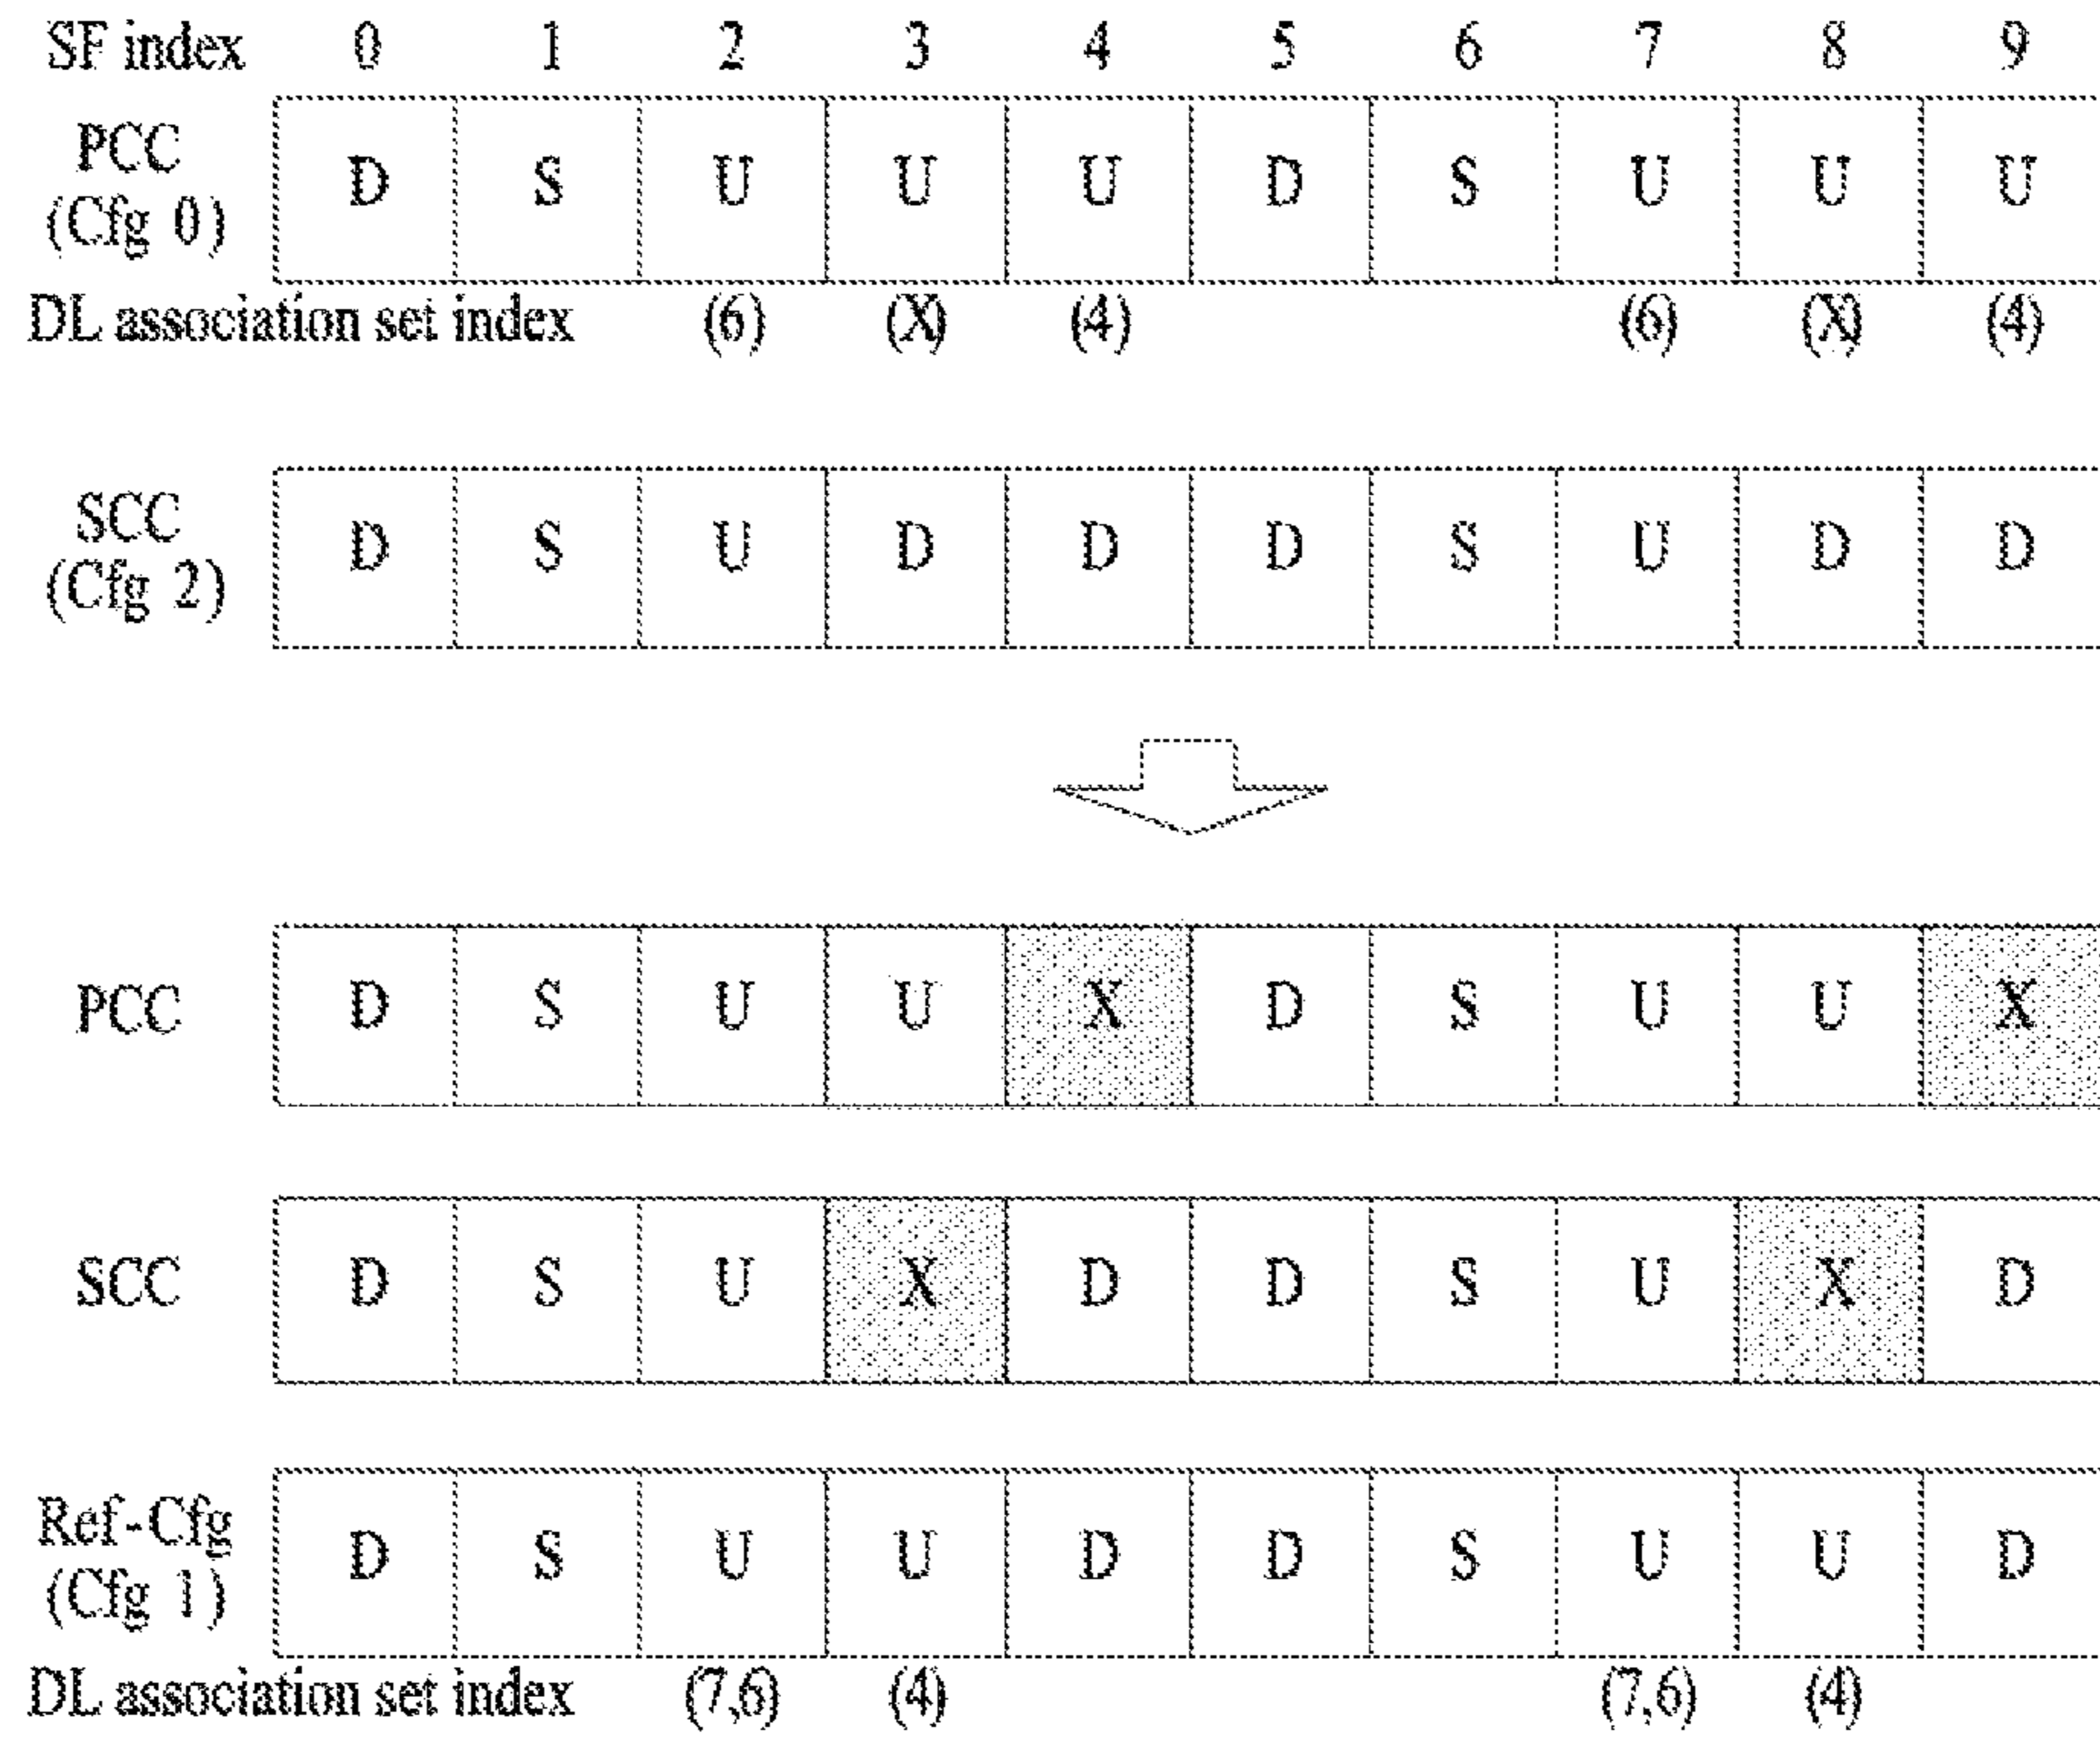 SF index 0 1 2 3 4 5 6 7 8 9
PCC (Cfg 0) D S U U U D S U U U
DL association set index (6) (X) (4) (6) (X) (4)
SCC (Cfg 2) D S U D D D S U D D
PCC D S U U X D S U U X
SCC D S U X D D S U X D
Ref-Cfg (Cfg 1) D S U U D D S U U D
DL association set index (7,6) (4) (7,6) (4)